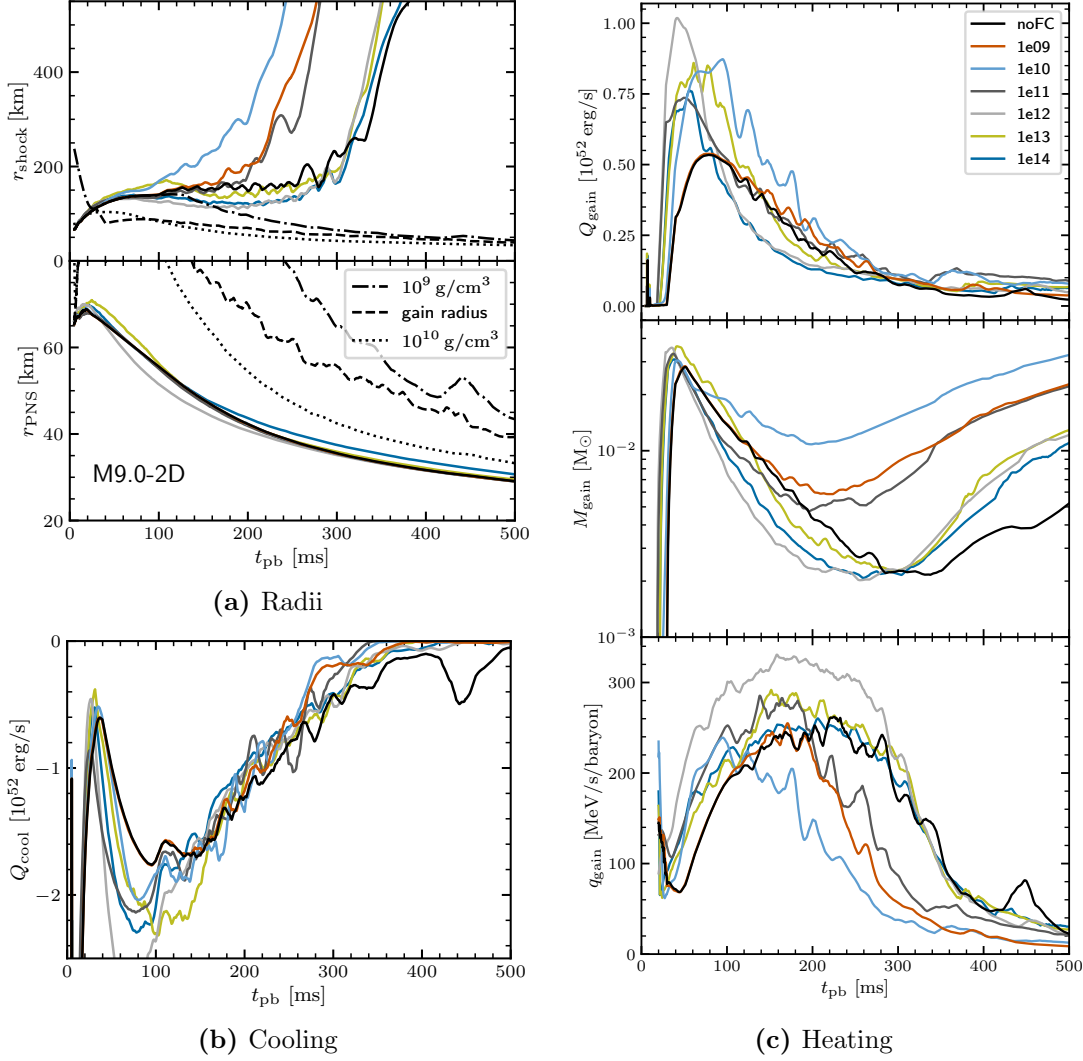 r_shock [km]
0
200
400
r_PNS [km]
20
40
60
10^9 g/cm^3
gain radius
10^10 g/cm^3
M9.0-2D
0 100 200 300 400 500
t_pb [ms]
(a) Radii
Q_cool [10^52 erg/s]
0
−1
−2
0 100 200 300 400 500
t_pb [ms]
(b) Cooling
Q_gain [10^52 erg/s]
1.00
0.75
0.50
0.25
0.00
noFC
1e09
1e10
1e11
1e12
1e13
1e14
M_gain [M_⊙]
10^−2
10^−3
q_gain [MeV/s/baryon]
300
200
100
0
0 100 200 300 400 500
t_pb [ms]
(c) Heating